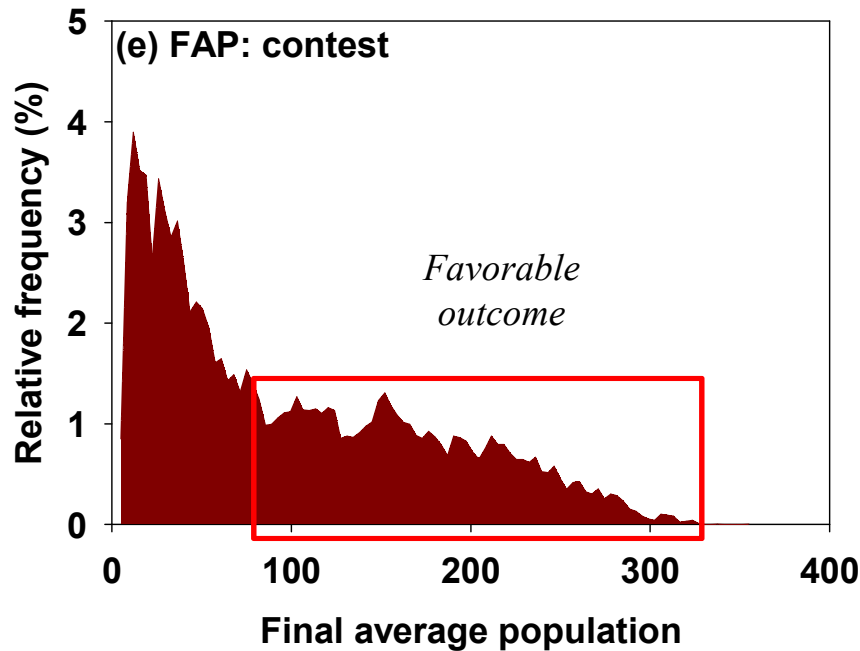 (e) FAP: contest
Relative frequency (%)
5
4
3
2
1
0
Favorable
outcome
0 100 200 300 400
Final average population